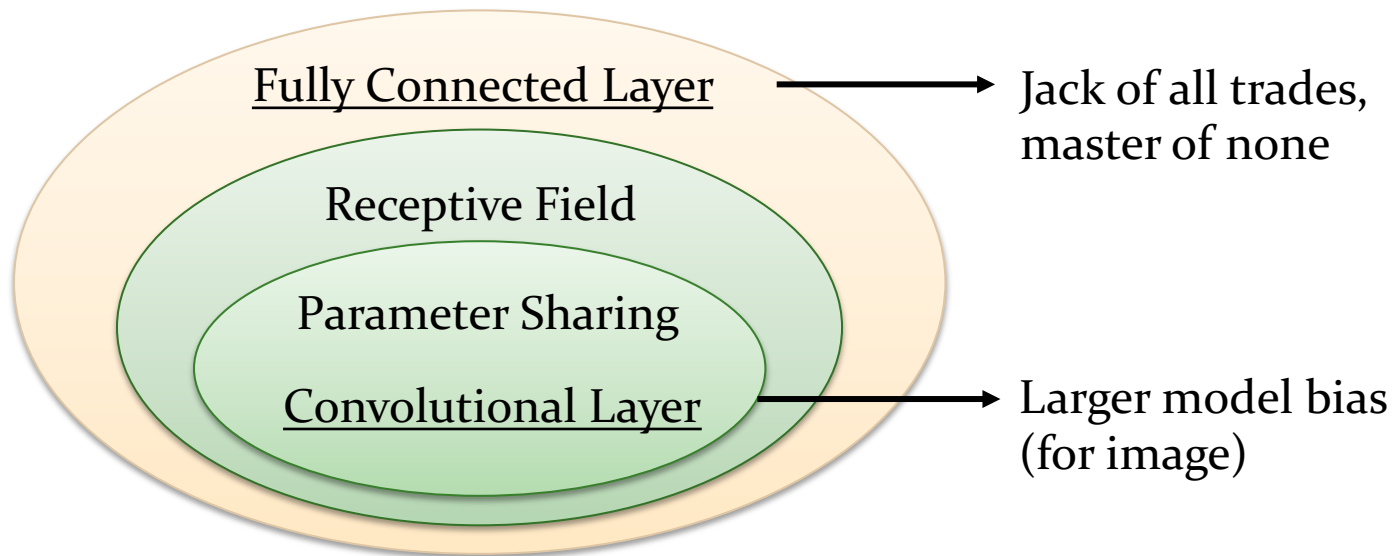 Fully Connected Layer
Jack of all trades,
master of none
Receptive Field
Parameter Sharing
Convolutional Layer
Larger model bias
(for image)